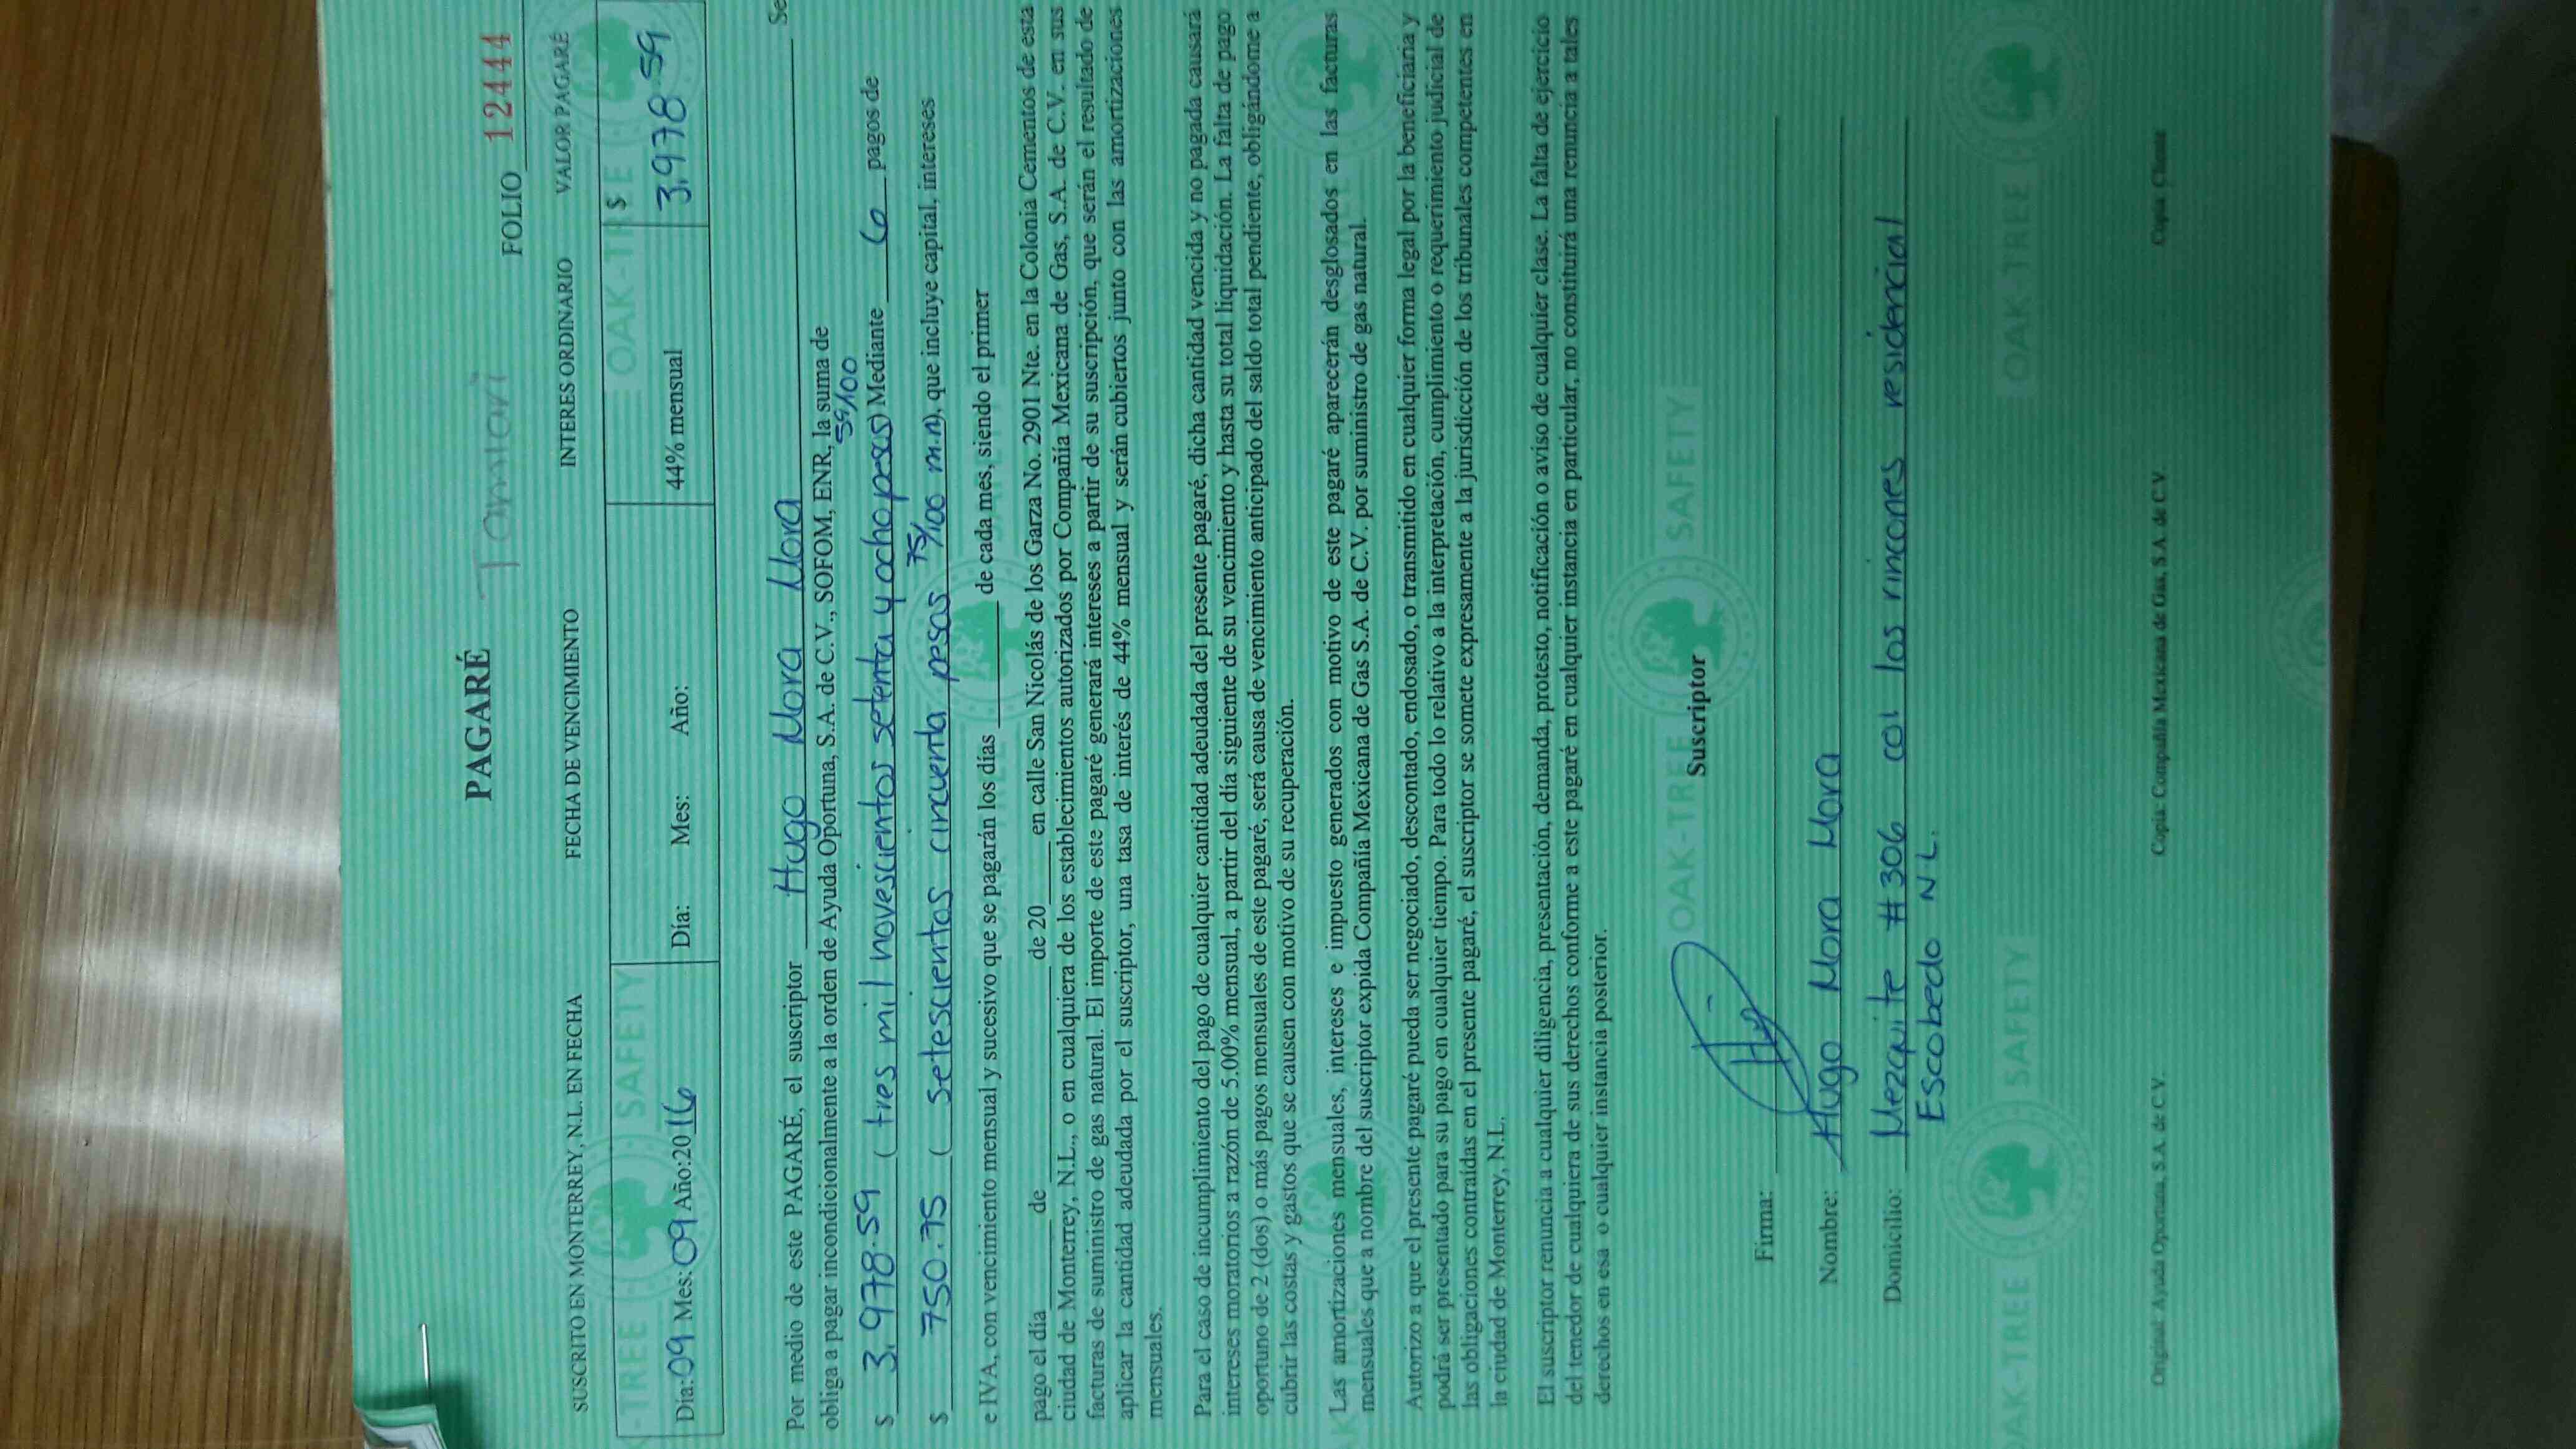 PAGARÉ
Tamiari
FOLIO 12444
SUSCRITO EN MONTERREY, N.L. EN FECHA FECHA DE VENCIMIENTO INTERES ORDINARIO VALOR PAGARÉ
Día: 09 Mes: 09 Año:2016 Día: Mes: Año: 44% mensual $ 3,978 59
Por medio de este PAGARÉ, el suscriptor Hugo Mora Mora Se
obliga a pagar incondicionalmente a la orden de Ayuda Oportuna, S.A. de C.V., SOFOM, ENR, la suma de
$ 3,978.59 ( tres mil novescientos setenta y ocho pesos 59/100 ) Mediante 6 pagos de
$ 750.75 ( setescientos cincuenta pesos 75/100 m.n), que incluye capital, intereses
e IVA, con vencimiento mensual y sucesivo que se pagarán los días de cada mes, siendo el primer
pago el día de de 20 en calle San Nicolás de los Garza No. 2901 Nte. en la Colonia Cementos de esta
ciudad de Monterrey, N.L., o en cualquiera de los establecimientos autorizados por Compañía Mexicana de Gas, S.A. de C.V. en sus
facturas de suministro de gas natural. El importe de este pagaré generará intereses a partir de su suscripción, que serán el resultado de
aplicar la cantidad adeudada por el suscriptor, una tasa de interés de 44% mensual y serán cubiertos junto con las amortizaciones
mensuales.
Para el caso de incumplimiento del pago de cualquier cantidad adeudada del presente pagaré, dicha cantidad vencida y no pagada causará
intereses moratorios a razón de 5.00% mensual, a partir del día siguiente de su vencimiento y hasta su total liquidación. La falta de pago
oportuno de 2 (dos) o más pagos mensuales de este pagaré, será causa de vencimiento anticipado del saldo total pendiente, obligándome a
cubrir las costas y gastos que se causen con motivo de su recuperación.
Las amortizaciones mensuales, intereses e impuesto generados con motivo de este pagaré aparecerán desglosados en las facturas
mensuales que a nombre del suscriptor expida Compañía Mexicana de Gas S.A. de C.V. por suministro de gas natural.
Autorizo a que el presente pagaré pueda ser negociado, descontado, endosado, o transmitido en cualquier forma legal por la beneficiaria y
podrá ser presentado para su pago en cualquier tiempo. Para todo lo relativo a la interpretación, cumplimiento o requerimiento judicial de
las obligaciones contraídas en el presente pagaré, el suscriptor se somete expresamente a la jurisdicción de los tribunales competentes en
la ciudad de Monterrey, N.L.
El suscriptor renuncia a cualquier diligencia, presentación, demanda, protesto, notificación o aviso de cualquier clase. La falta de ejercicio
del tenedor de cualquiera de sus derechos conforme a este pagaré en cualquier instancia en particular, no constituirá una renuncia a tales
derechos en esa o cualquier instancia posterior.
Suscriptor
Firma:
Nombre: Hugo Mora Mora
Domicilio: Mezquite #306 col los rincones residencial
Escobedo N L.
Original: Ayuda Oportuna, S.A. de C.V. Copia: Compañía Mexicana de Gas, S.A. de C.V Copia: Cliente
OAK-TREE SAFETY